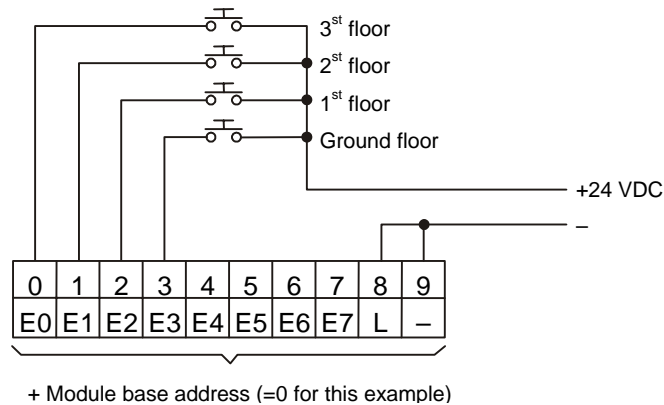 3st floor
2st floor
1st floor
Ground floor
+24 VDC
–
0 1 2 3 4 5 6 7 8 9
E0 E1 E2 E3 E4 E5 E6 E7 L –
+ Module base address (=0 for this example)